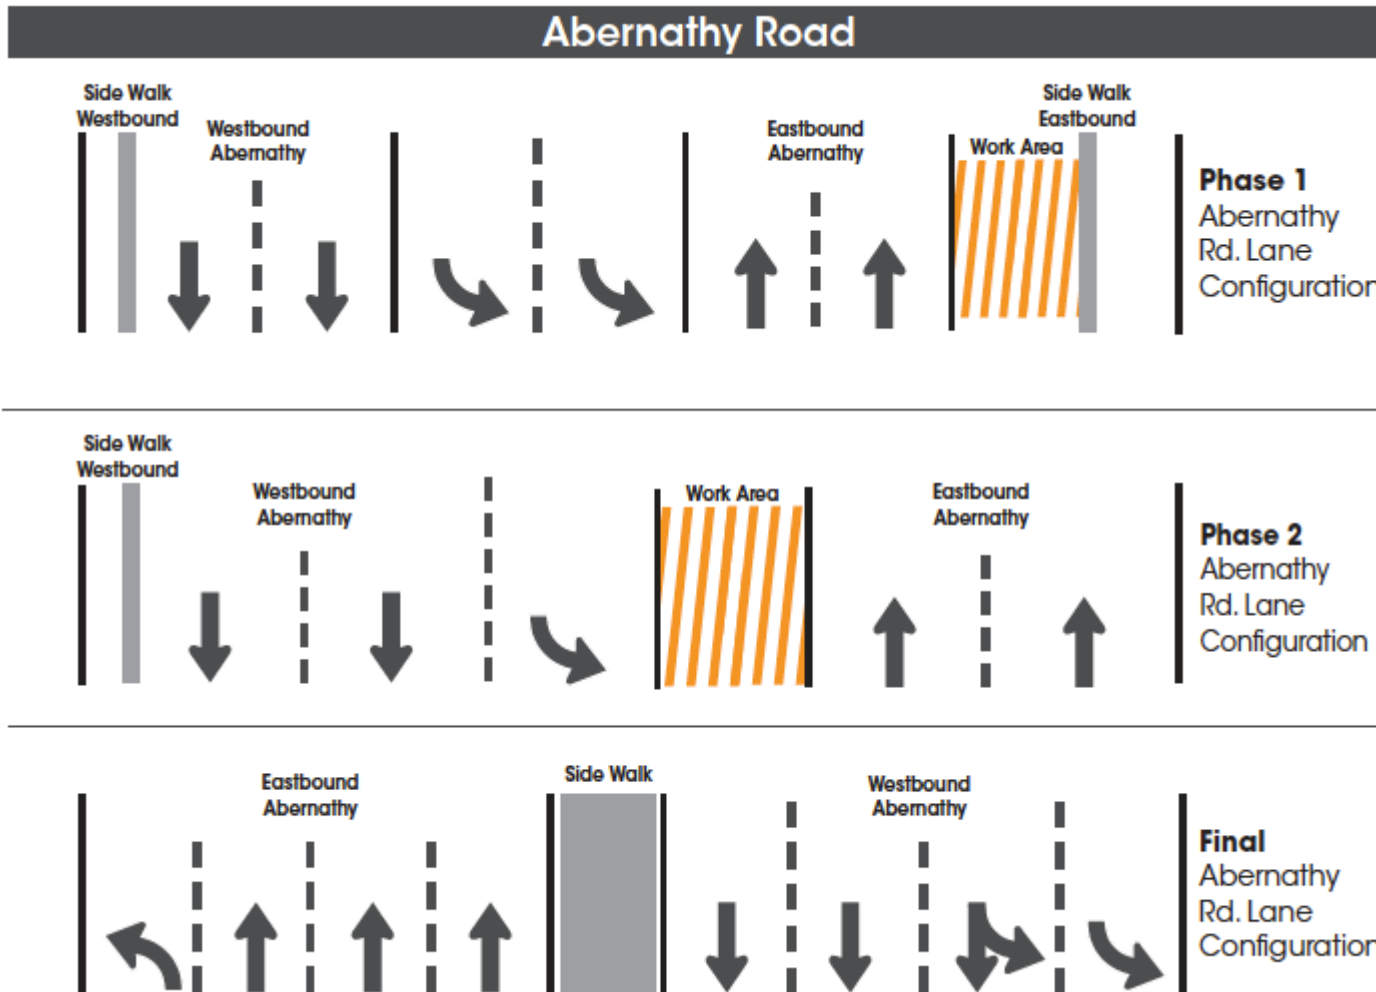 Abernathy Road
Side Walk
Westbound
Westbound
Abernathy
Eastbound
Abernathy
Work Area
Side Walk
Eastbound
Phase 1
Abernathy
Rd. Lane
Configuration
Side Walk
Westbound
Westbound
Abernathy
Work Area
Eastbound
Abernathy
Phase 2
Abernathy
Rd. Lane
Configuration
Eastbound
Abernathy
Side Walk
Westbound
Abernathy
Final
Abernathy
Rd. Lane
Configuration